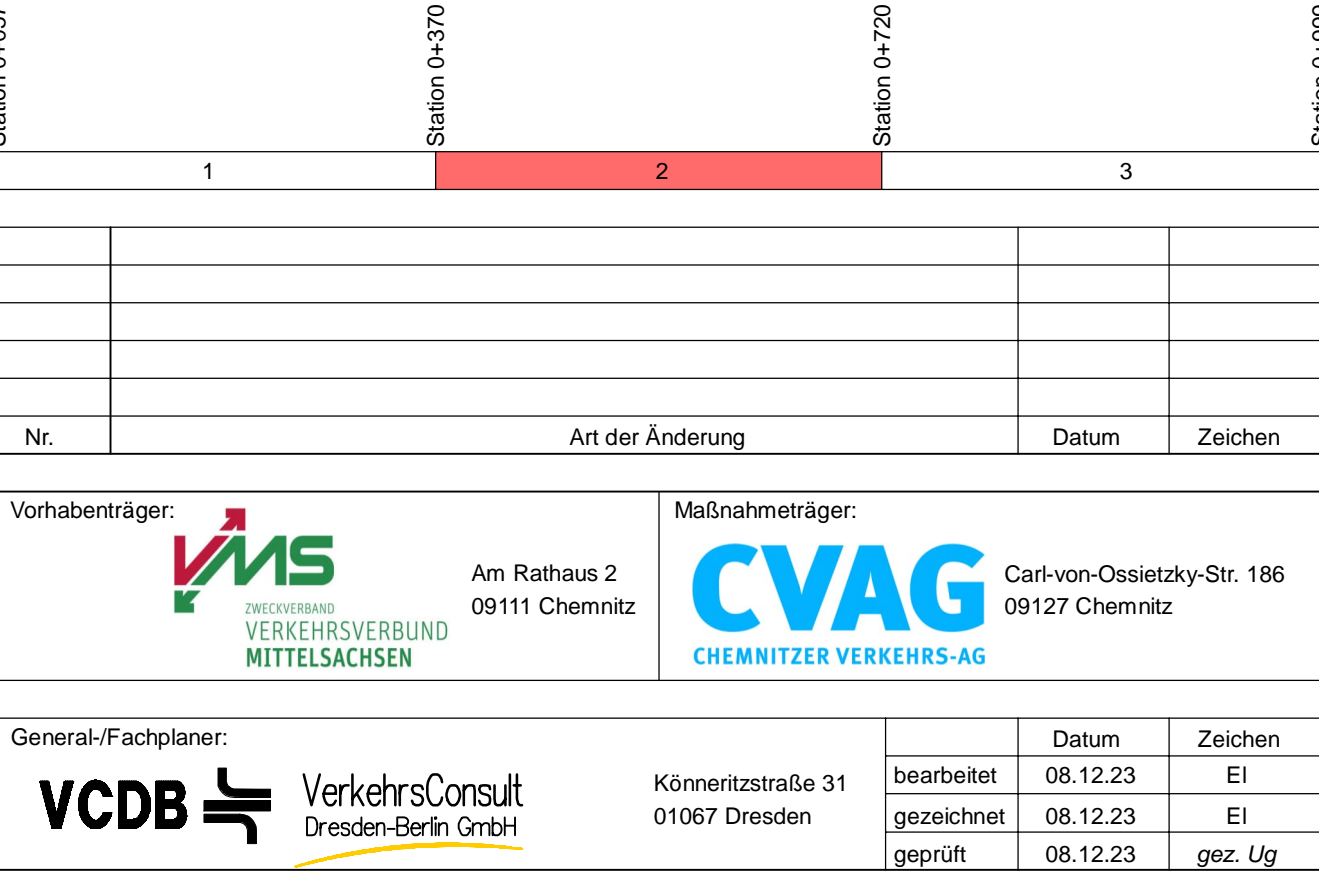 Station 0+370
Station 0+720
1 2 3
Nr. Art der Änderung Datum Zeichen
Vorhabenträger:
VMS
ZWECKVERBAND
VERKEHRSVERBUND
MITTELSACHSEN
Am Rathaus 2
09111 Chemnitz
Maßnahmeträger:
CVAG
CHEMNITZER VERKEHRS-AG
Carl-von-Ossietzky-Str. 186
09127 Chemnitz
General-/Fachplaner:
VCDB
VerkehrsConsult
Dresden-Berlin GmbH
Könneritzstraße 31
01067 Dresden
Datum Zeichen
bearbeitet 08.12.23 El
gezeichnet 08.12.23 El
geprüft 08.12.23 gez. Ug